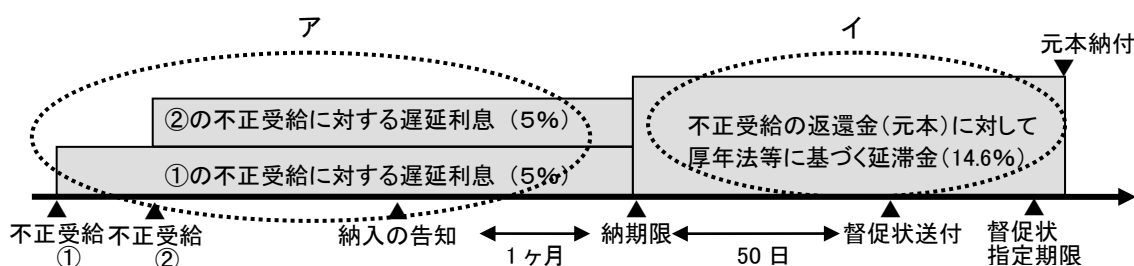 ア
イ
元本納付
②の不正受給に対する遅延利息（5%）
①の不正受給に対する遅延利息（5%）
不正受給の返還金（元本）に対して
厚年法等に基づく延滞金（14.6%）
不正受給
①
不正受給
②
納入の告知
1ヶ月
納期限
50日
督促状送付
督促状
指定期限